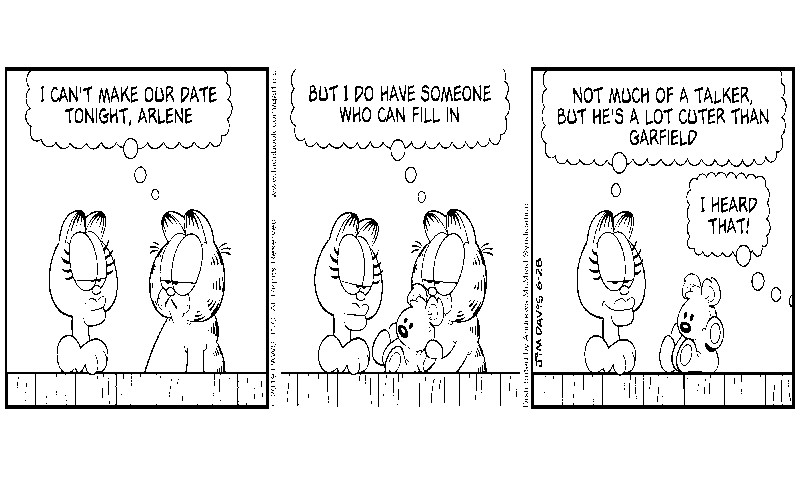 I CAN'T MAKE OUR DATE
TONIGHT, ARLENE
BUT I DO HAVE SOMEONE
WHO CAN FILL IN
NOT MUCH OF A TALKER,
BUT HE'S A LOT CUTER THAN
GARFIELD
I HEARD
THAT!
JIM DAVIS 6-28